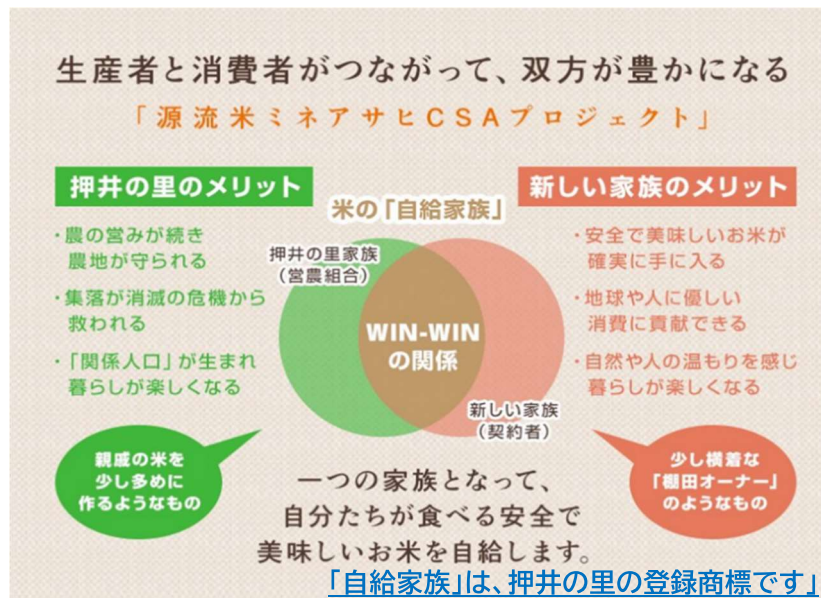 生産者と消費者がつながって、双方が豊かになる
「源流米ミネアサヒCSAプロジェクト」
押井の里のメリット
・農の営みが続き
農地が守られる
・集落が消滅の危機から
救われる
・「関係人口」が生まれ
暮らしが楽しくなる
親戚の米を
少し多めに
作るようなもの
米の「自給家族」
押井の里家族
(営農組合)
WIN-WIN
の関係
新しい家族
(契約者)
新しい家族のメリット
・安全で美味しいお米が
確実に手に入る
・地球や人に優しい
消費に貢献できる
・自然や人の温もりを感じ
暮らしが楽しくなる
少し横着な
「棚田オーナー」
のようなもの
一つの家族となって、
自分たちが食べる安全で
美味しいお米を自給します。
「自給家族」は、押井の里の登録商標です」